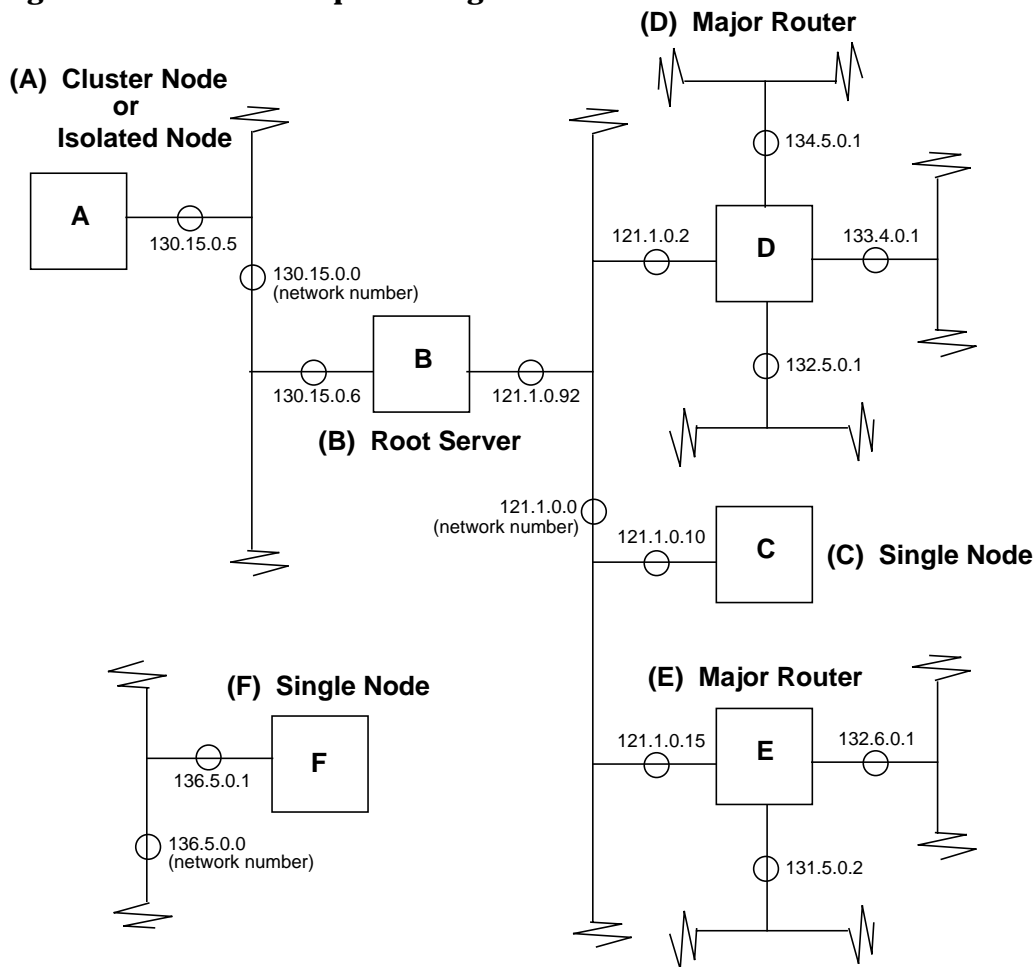 (D) Major Router
(A) Cluster Node
or
Isolated Node
134.5.0.1
A
130.15.0.5
121.1.0.2
D
133.4.0.1
130.15.0.0
(network number)
B
132.5.0.1
130.15.0.6
121.1.0.92
(B) Root Server
121.1.0.0
(network number)
121.1.0.10
C
(C) Single Node
(F) Single Node
(E) Major Router
121.1.0.15
E
132.6.0.1
F
136.5.0.1
136.5.0.0
(network number)
131.5.0.2